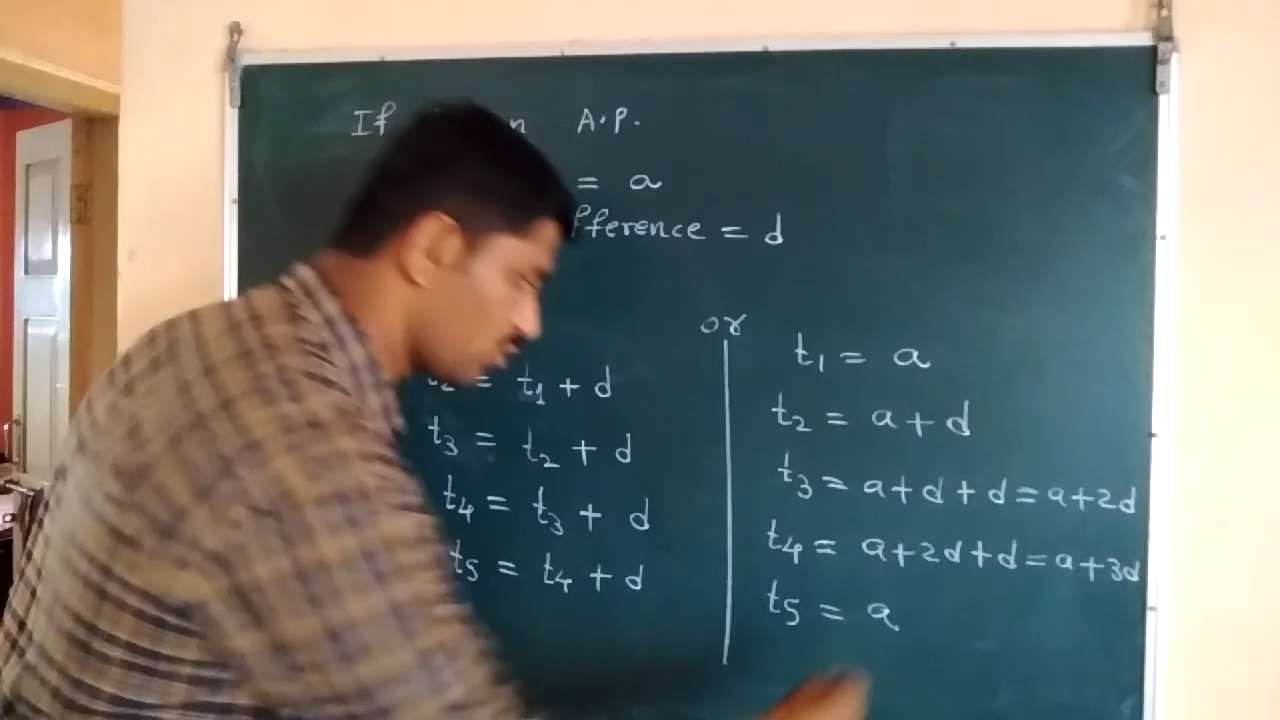 If n A.P.
= a
fference = d
t2 = t1 + d
t3 = t2 + d
t4 = t3 + d
t5 = t4 + d
or
t1 = a
t2 = a + d
t3 = a + d + d = a + 2d
t4 = a + 2d + d = a + 3d
t5 = a